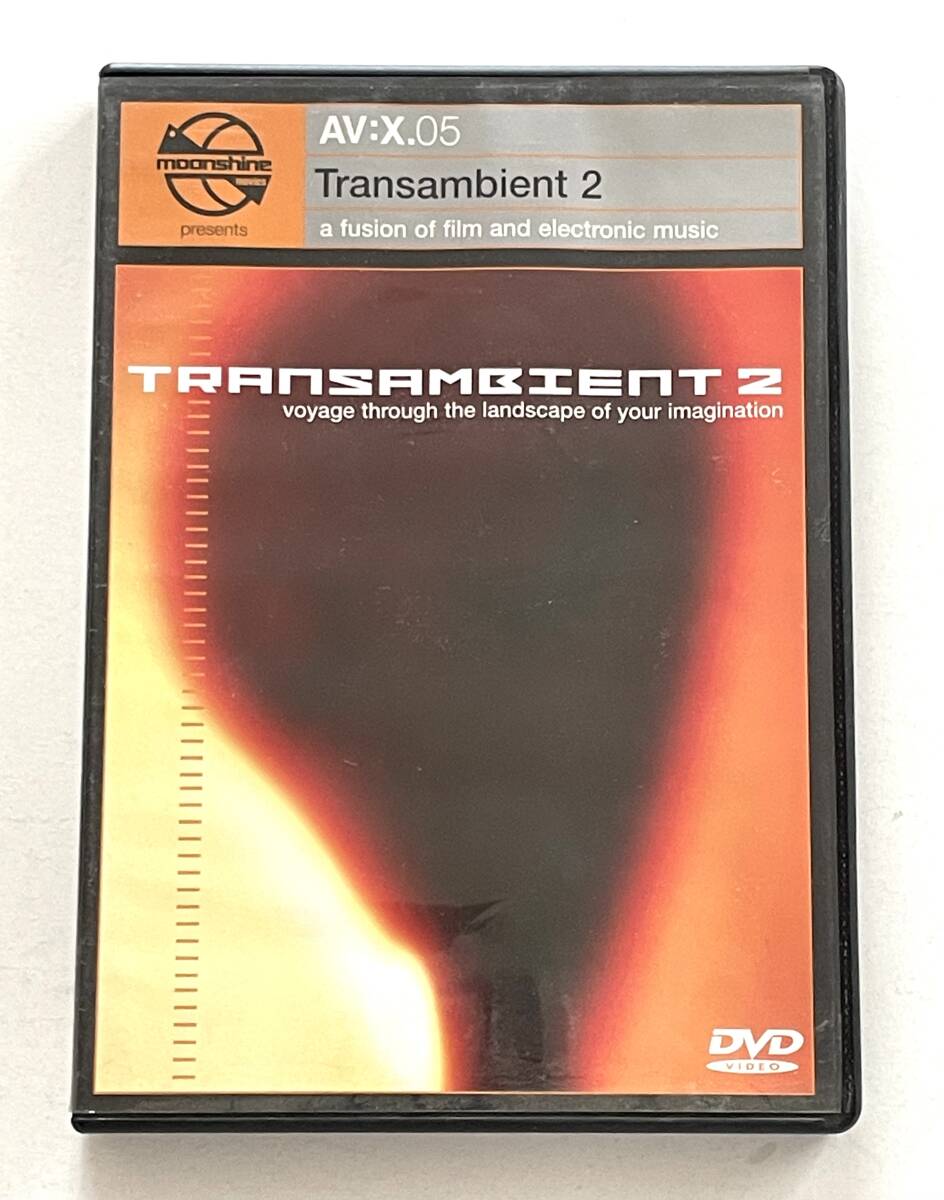 moonshine
presents
AV:X.05
Transambient 2
a fusion of film and electronic music
TRANSAMBIENT 2
voyage through the landscape of your imagination
DVD
VIDEO